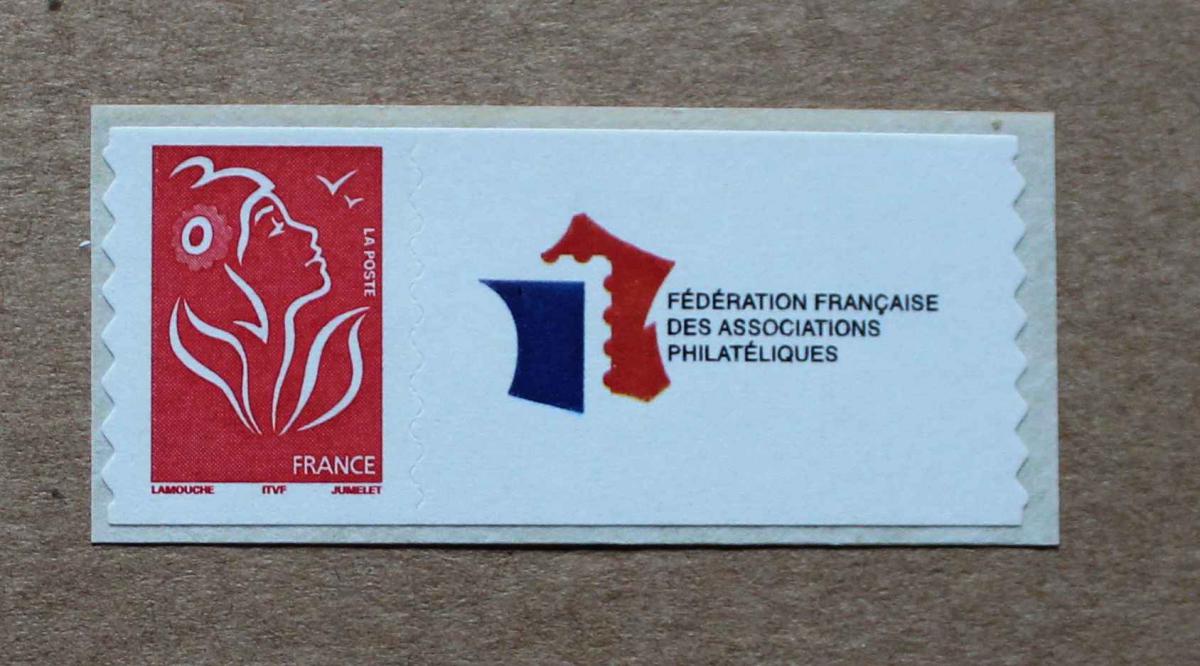 LA POSTE
FRANCE
LAMOUCHE ITVF JUMELET
FÉDÉRATION FRANÇAISE
DES ASSOCIATIONS
PHILATÉLIQUES